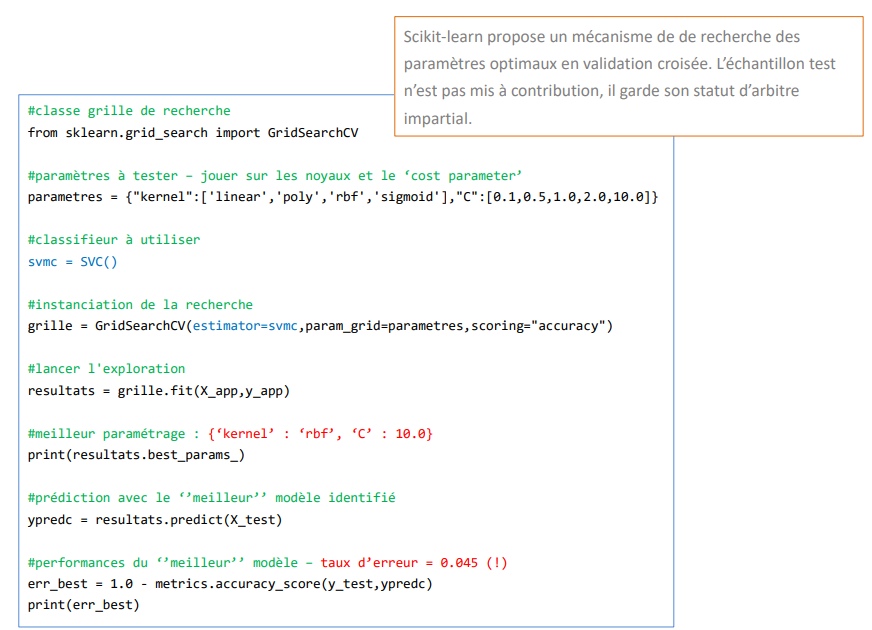 Scikit-learn propose un mécanisme de de recherche des
paramètres optimaux en validation croisée. L’échantillon test
n’est pas mis à contribution, il garde son statut d’arbitre
impartial.
#classe grille de recherche
from sklearn.grid_search import GridSearchCV
#paramètres à tester – jouer sur les noyaux et le ‘cost parameter’
parametres = {"kernel":['linear','poly','rbf','sigmoid'],"C":[0.1,0.5,1.0,2.0,10.0]}
#classifieur à utiliser
svmc = SVC()
#instanciation de la recherche
grille = GridSearchCV(estimator=svmc,param_grid=parametres,scoring="accuracy")
#lancer l'exploration
resultats = grille.fit(X_app,y_app)
#meilleur paramétrage : {‘kernel’ : ‘rbf’, ‘C’ : 10.0}
print(resultats.best_params_)
#prédiction avec le ‘’meilleur’’ modèle identifié
ypredc = resultats.predict(X_test)
#performances du ‘’meilleur’’ modèle – taux d’erreur = 0.045 (!)
err_best = 1.0 - metrics.accuracy_score(y_test,ypredc)
print(err_best)